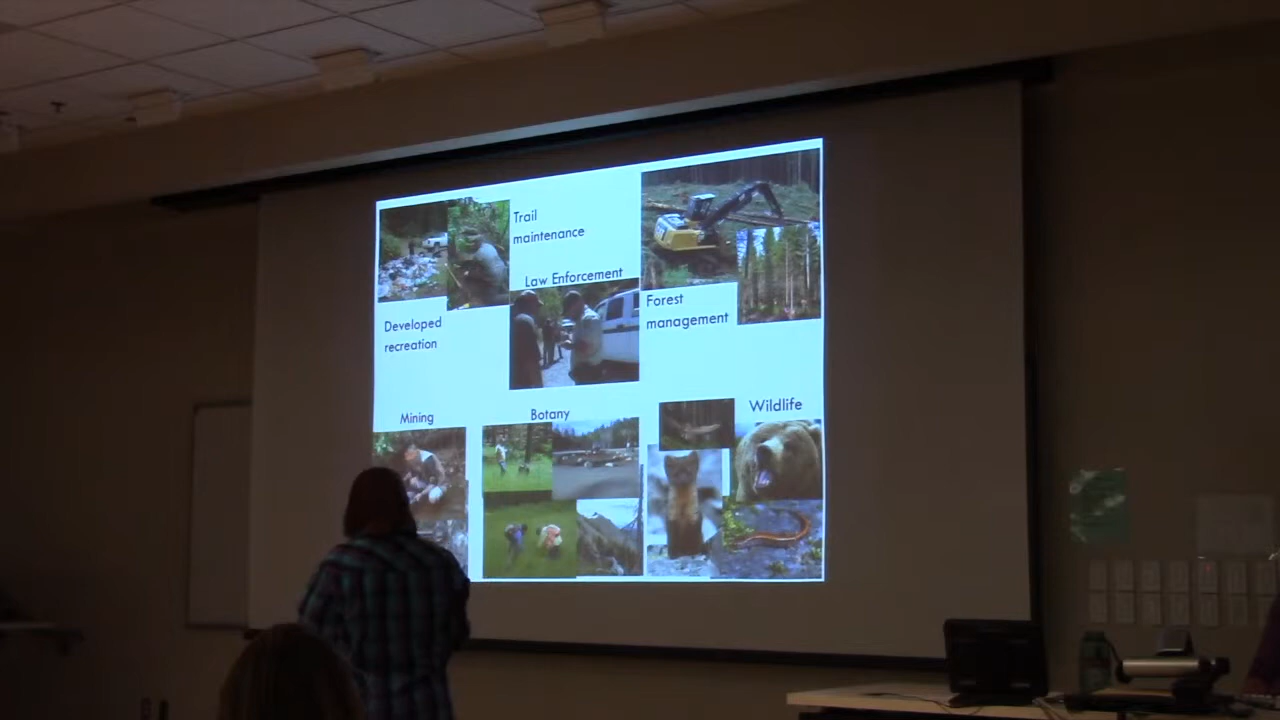 Trail
maintenance
Law Enforcement
Developed
recreation
Forest
management
Mining
Botany
Wildlife